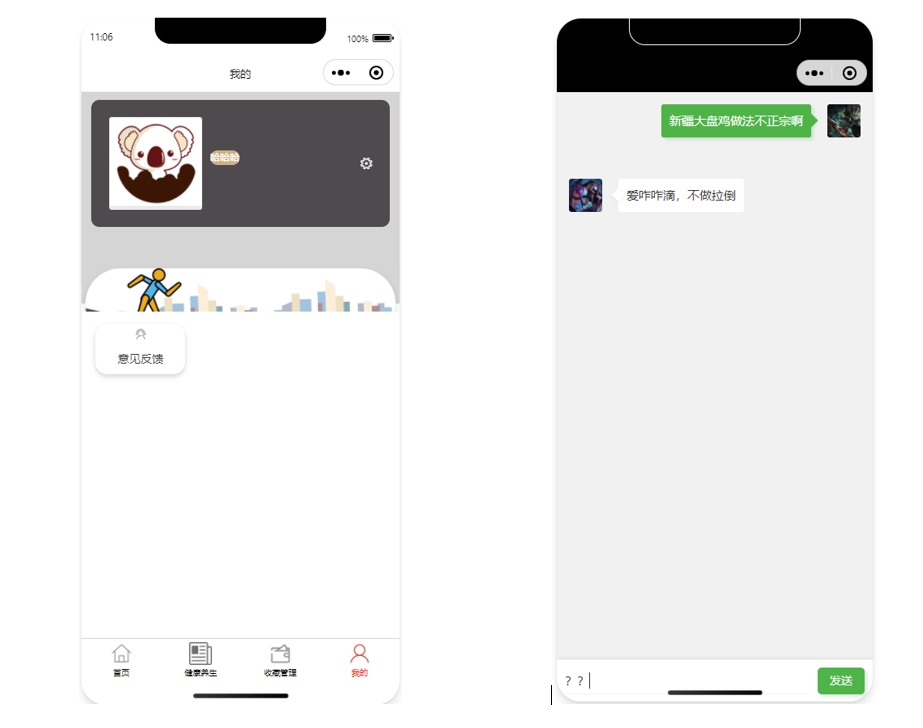 11:06
100%
我的
哈哈哈
意见反馈
首页
健康养生
收藏管理
我的
新疆大盘鸡做法不正宗啊
爱咋咋滴，不做拉倒
？？
发送